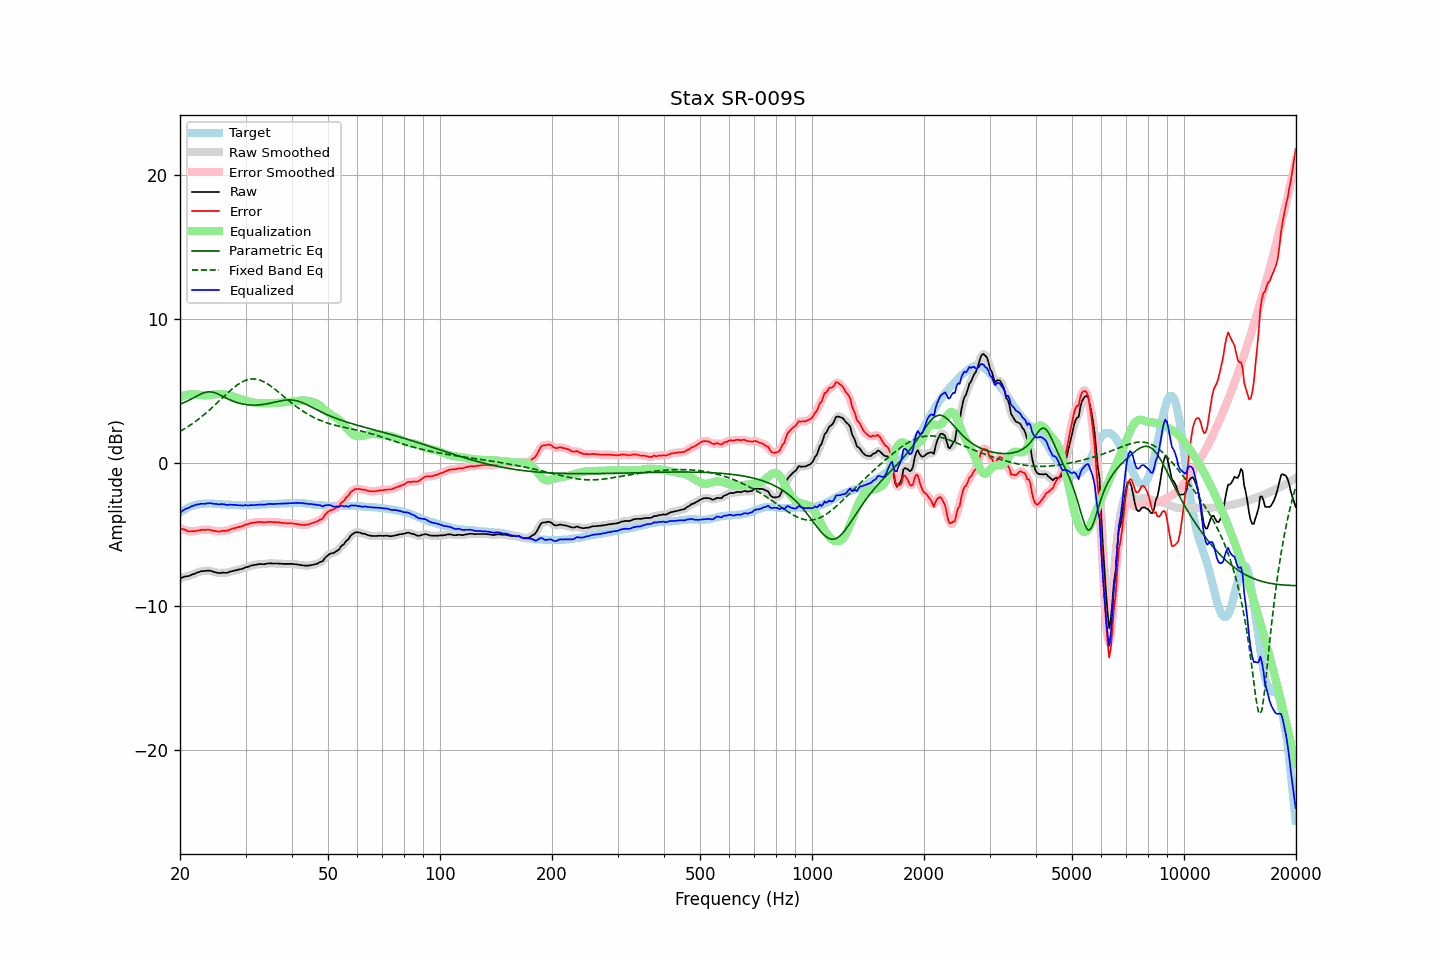 Stax SR-009S
Target
Raw Smoothed
Error Smoothed
Raw
Error
Equalization
Parametric Eq
Fixed Band Eq
Equalized
Amplitude (dBr)
20
10
0
−10
−20
20
50
100
200
500
1000
2000
5000
10000
20000
Frequency (Hz)